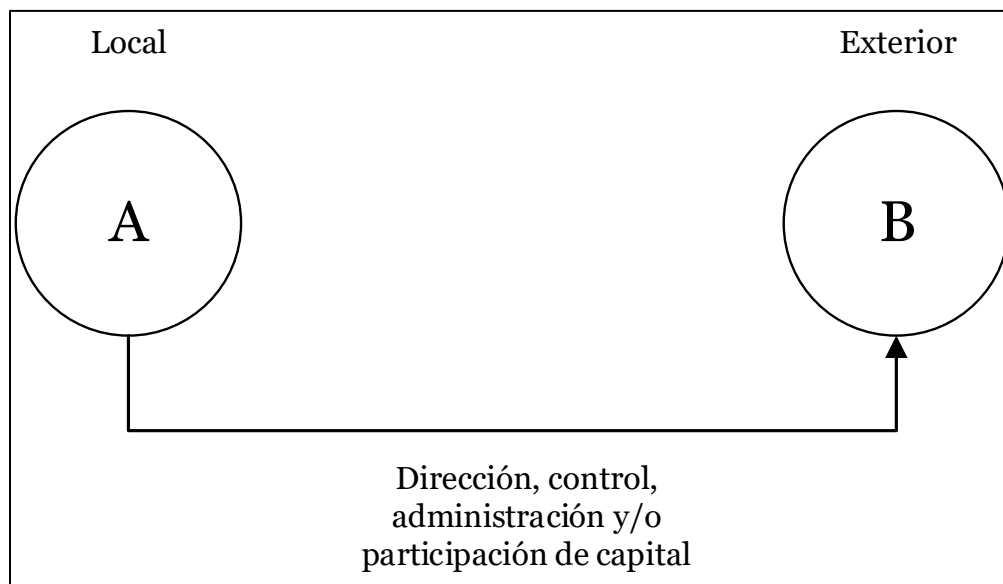 Local
Exterior
A
B
Dirección, control,
administración y/o
participación de capital